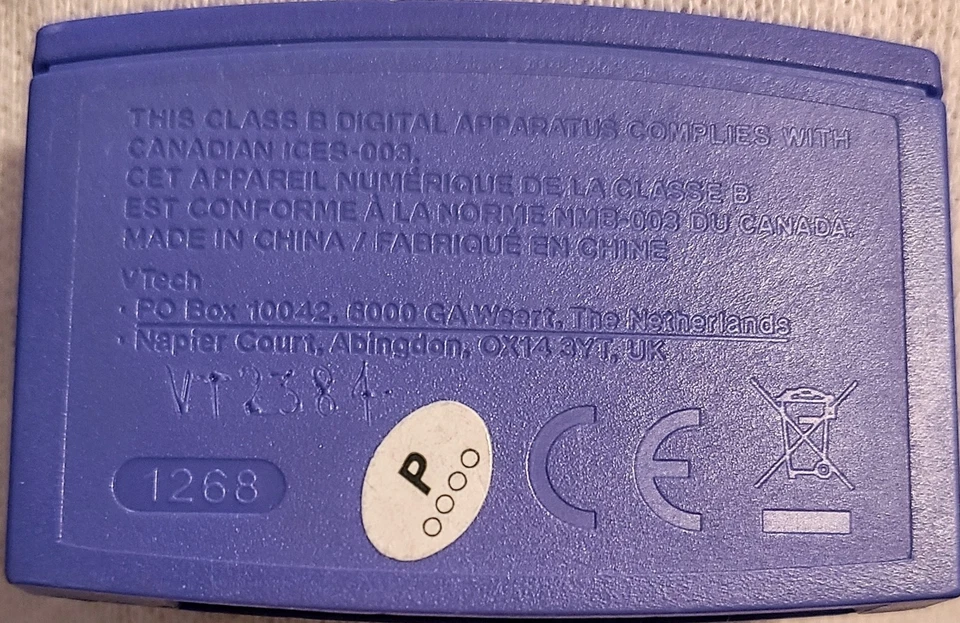 THIS CLASS B DIGITAL APPARATUS COMPLIES WITH
CANADIAN ICES-003.
CET APPAREIL NUMÉRIQUE DE LA CLASSE B
EST CONFORME À LA NORME NMB-003 DU CANADA.
MADE IN CHINA / FABRIQUÉ EN CHINE
VTech
• PO Box 10042, 6000 GA Weert, The Netherlands
• Napier Court, Abingdon, OX14 3YT, UK
VT2384
1268
P
CE